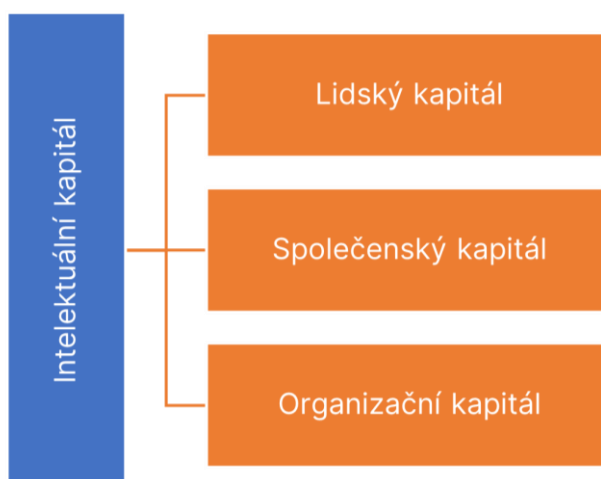 Intelektuální kapitál
Lidský kapitál
Společenský kapitál
Organizační kapitál